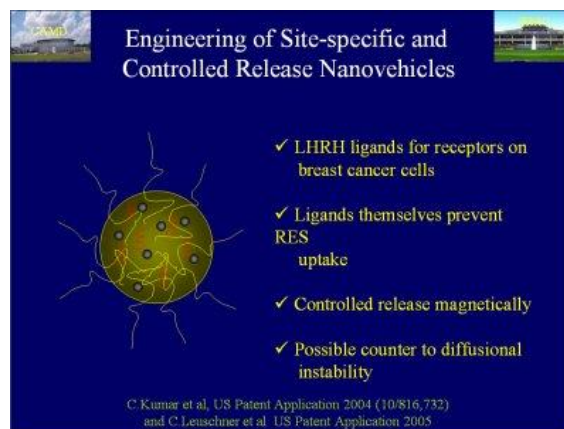 CAMD
Engineering of Site-specific and
Controlled Release Nanovehicles
✓ LHRH ligands for receptors on
breast cancer cells
✓ Ligands themselves prevent
RES
uptake
✓ Controlled release magnetically
✓ Possible counter to diffusional
instability
C.Kumar et al, US Patent Application 2004 (10/816,732)
and C.Leuschner et al US Patent Application 2005